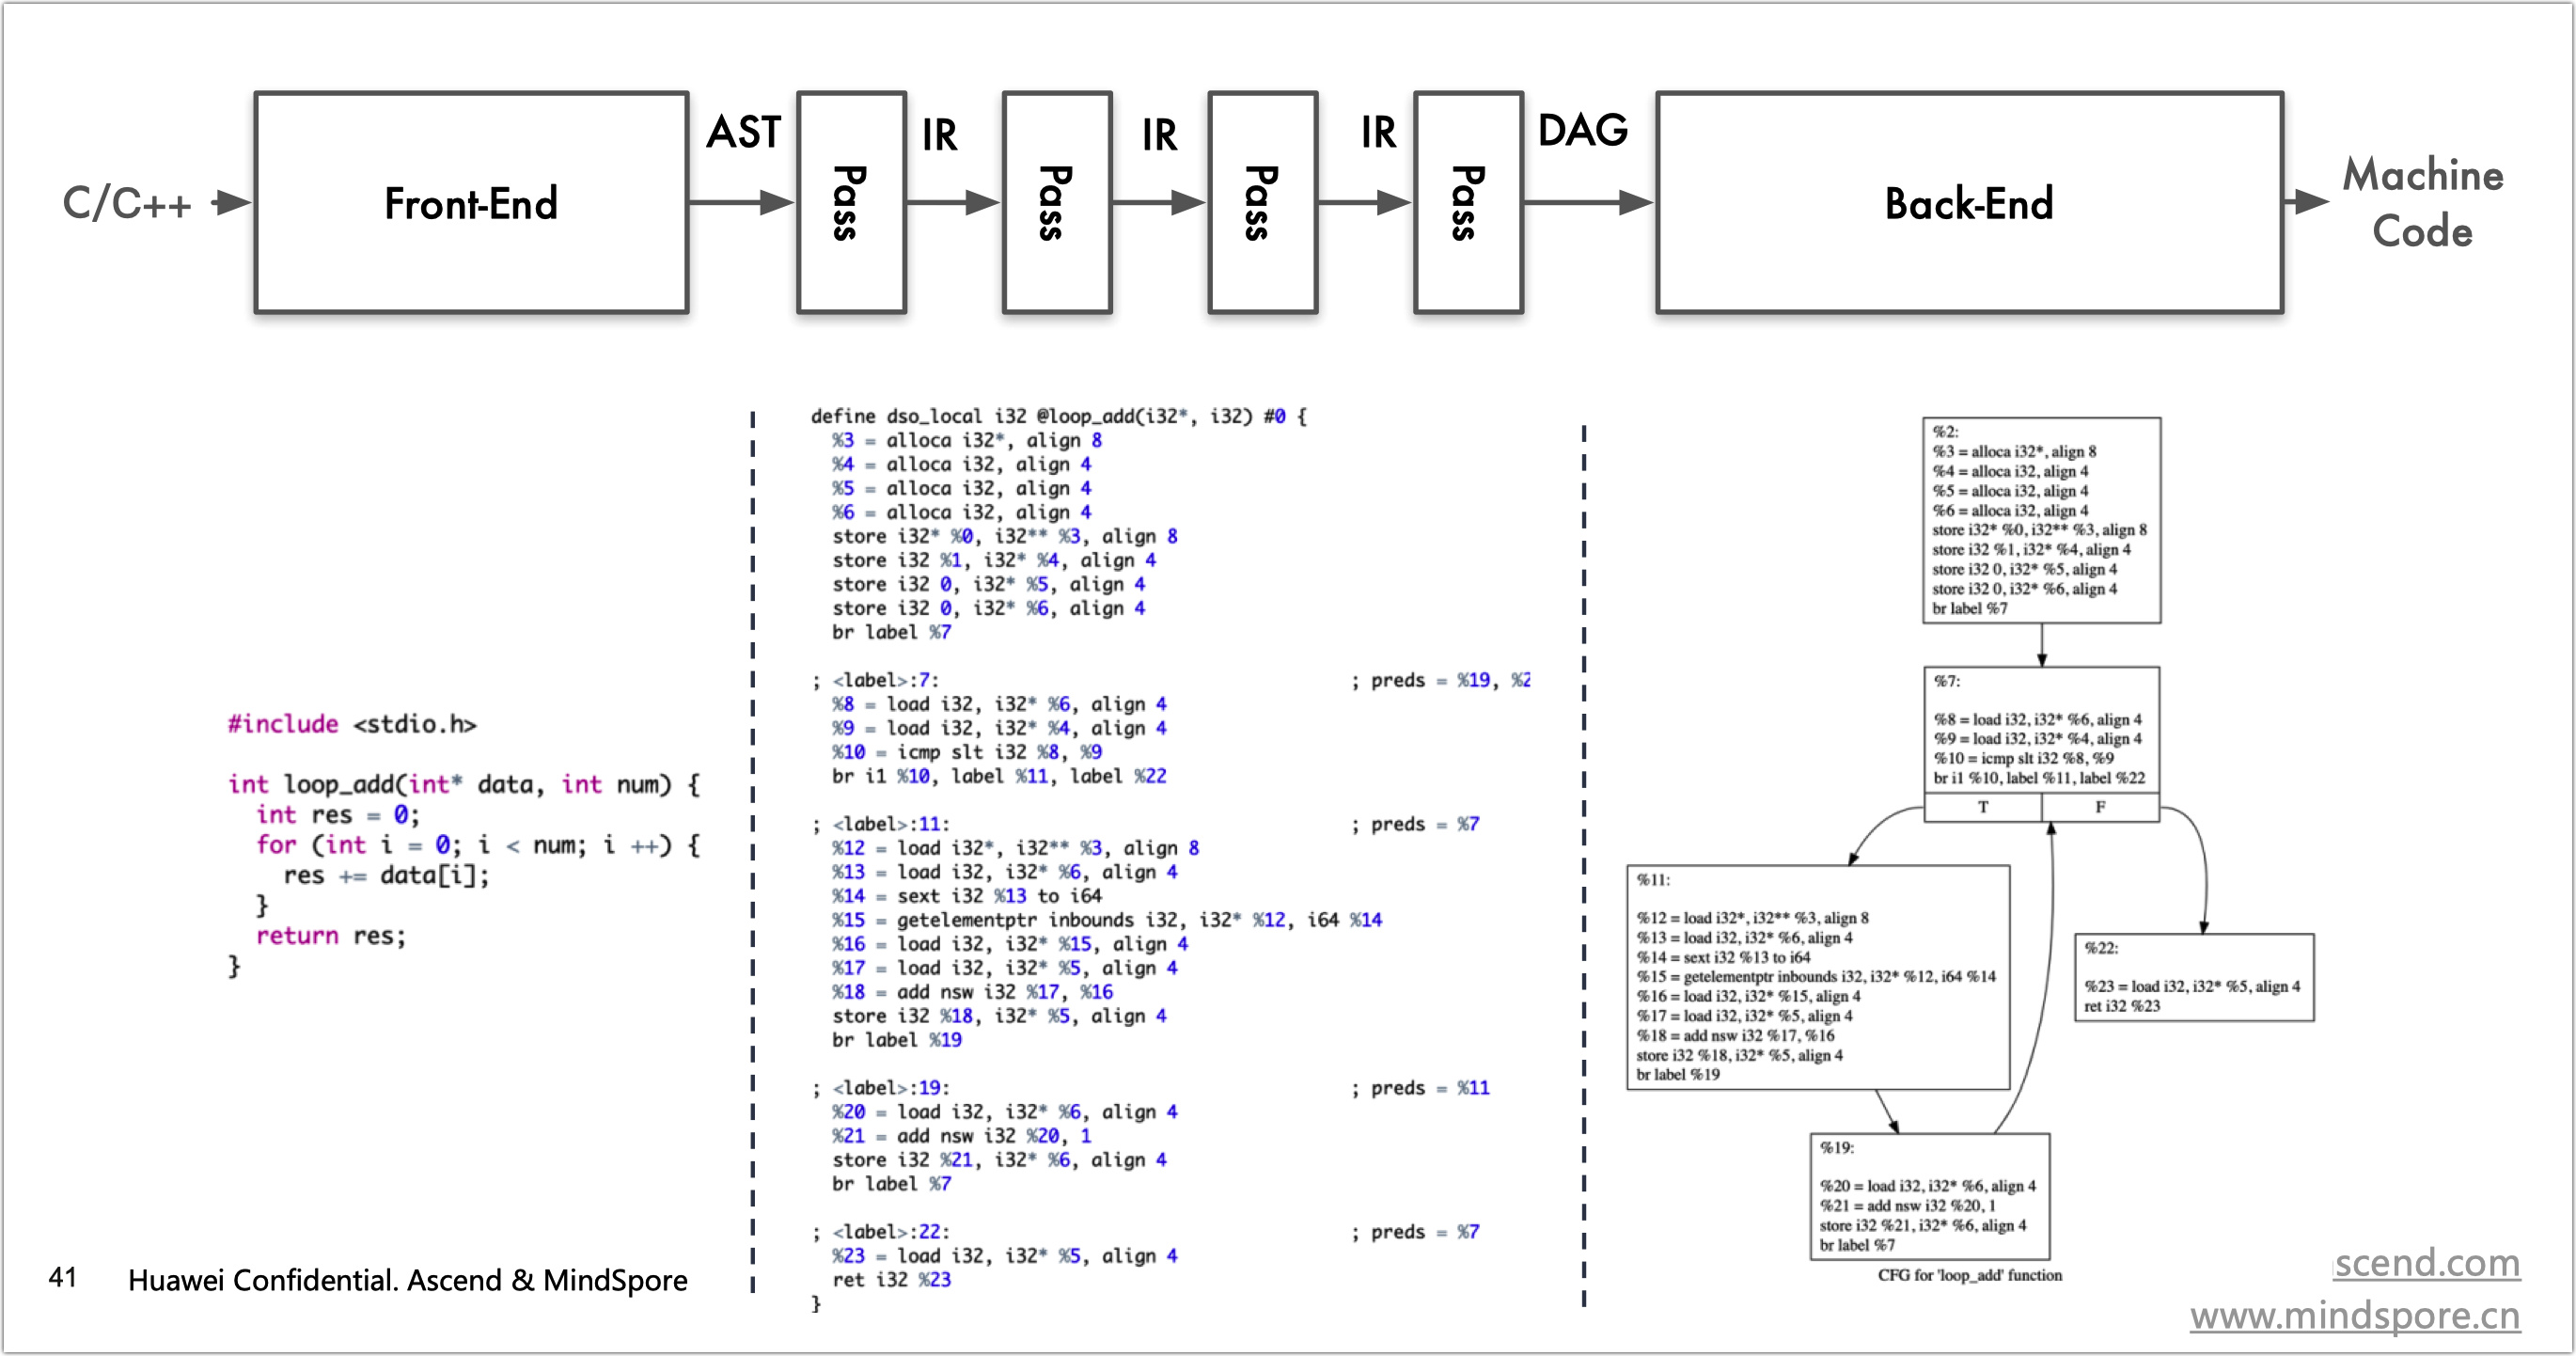 C/C++
Front-End
AST
Pass
IR
Pass
IR
Pass
IR
Pass
DAG
Back-End
Machine
Code
#include <stdio.h>
int loop_add(int* data, int num) {
  int res = 0;
  for (int i = 0; i < num; i ++) {
    res += data[i];
  }
  return res;
}
define dso_local i32 @loop_add(i32*, i32) #0 {
  %3 = alloca i32*, align 8
  %4 = alloca i32, align 4
  %5 = alloca i32, align 4
  %6 = alloca i32, align 4
  store i32* %0, i32** %3, align 8
  store i32 %1, i32* %4, align 4
  store i32 0, i32* %5, align 4
  store i32 0, i32* %6, align 4
  br label %7
; <label>:7: ; preds = %19, %2
  %8 = load i32, i32* %6, align 4
  %9 = load i32, i32* %4, align 4
  %10 = icmp slt i32 %8, %9
  br i1 %10, label %11, label %22
; <label>:11: ; preds = %7
  %12 = load i32*, i32** %3, align 8
  %13 = load i32, i32* %6, align 4
  %14 = sext i32 %13 to i64
  %15 = getelementptr inbounds i32, i32* %12, i64 %14
  %16 = load i32, i32* %15, align 4
  %17 = load i32, i32* %5, align 4
  %18 = add nsw i32 %17, %16
  store i32 %18, i32* %5, align 4
  br label %19
; <label>:19: ; preds = %11
  %20 = load i32, i32* %6, align 4
  %21 = add nsw i32 %20, 1
  store i32 %21, i32* %6, align 4
  br label %7
; <label>:22: ; preds = %7
  %23 = load i32, i32* %5, align 4
  ret i32 %23
}
%2:
%3 = alloca i32*, align 8
%4 = alloca i32, align 4
%5 = alloca i32, align 4
%6 = alloca i32, align 4
store i32* %0, i32** %3, align 8
store i32 %1, i32* %4, align 4
store i32 0, i32* %5, align 4
store i32 0, i32* %6, align 4
br label %7
%7:
%8 = load i32, i32* %6, align 4
%9 = load i32, i32* %4, align 4
%10 = icmp slt i32 %8, %9
br i1 %10, label %11, label %22
T
F
%11:
%12 = load i32*, i32** %3, align 8
%13 = load i32, i32* %6, align 4
%14 = sext i32 %13 to i64
%15 = getelementptr inbounds i32, i32* %12, i64 %14
%16 = load i32, i32* %15, align 4
%17 = load i32, i32* %5, align 4
%18 = add nsw i32 %17, %16
store i32 %18, i32* %5, align 4
br label %19
%22:
%23 = load i32, i32* %5, align 4
ret i32 %23
%19:
%20 = load i32, i32* %6, align 4
%21 = add nsw i32 %20, 1
store i32 %21, i32* %6, align 4
br label %7
CFG for 'loop_add' function
41
Huawei Confidential. Ascend & MindSpore
scend.com
www.mindspore.cn